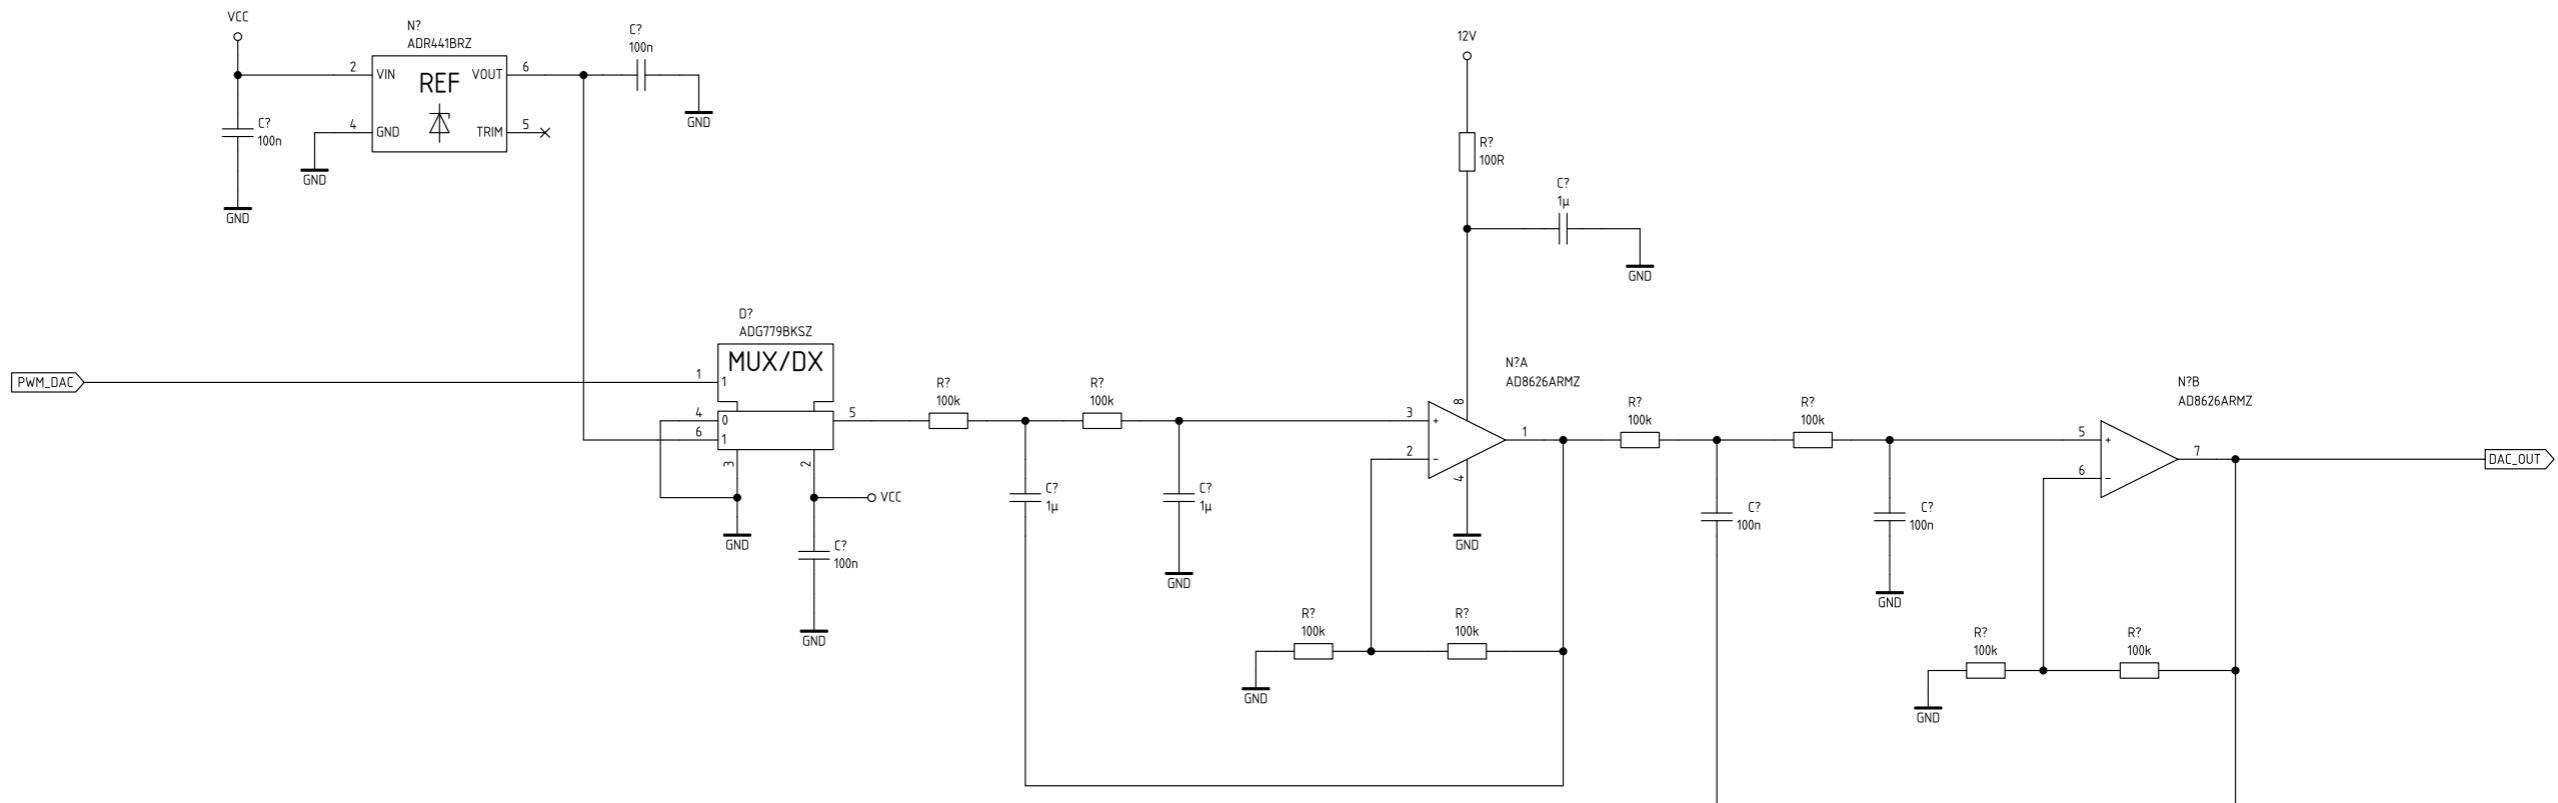 VCC
N?
ADR441BRZ
2
VIN
REF
VOUT
6
4
GND
TRIM
5
C?
100n
GND
GND
C?
100n
GND
12V
R?
100R
C?
1µ
GND
D?
ADG779BKSZ
MUX/DX
PWM_DAC
1
1
4
0
6
1
5
3
2
VCC
GND
C?
100n
GND
R?
100k
R?
100k
C?
1µ
C?
1µ
GND
N?A
AD8626ARMZ
3
+
2
−
8
4
1
GND
R?
100k
R?
100k
GND
R?
100k
R?
100k
C?
100n
C?
100n
GND
N?B
AD8626ARMZ
5
+
6
−
7
DAC_OUT
R?
100k
R?
100k
GND